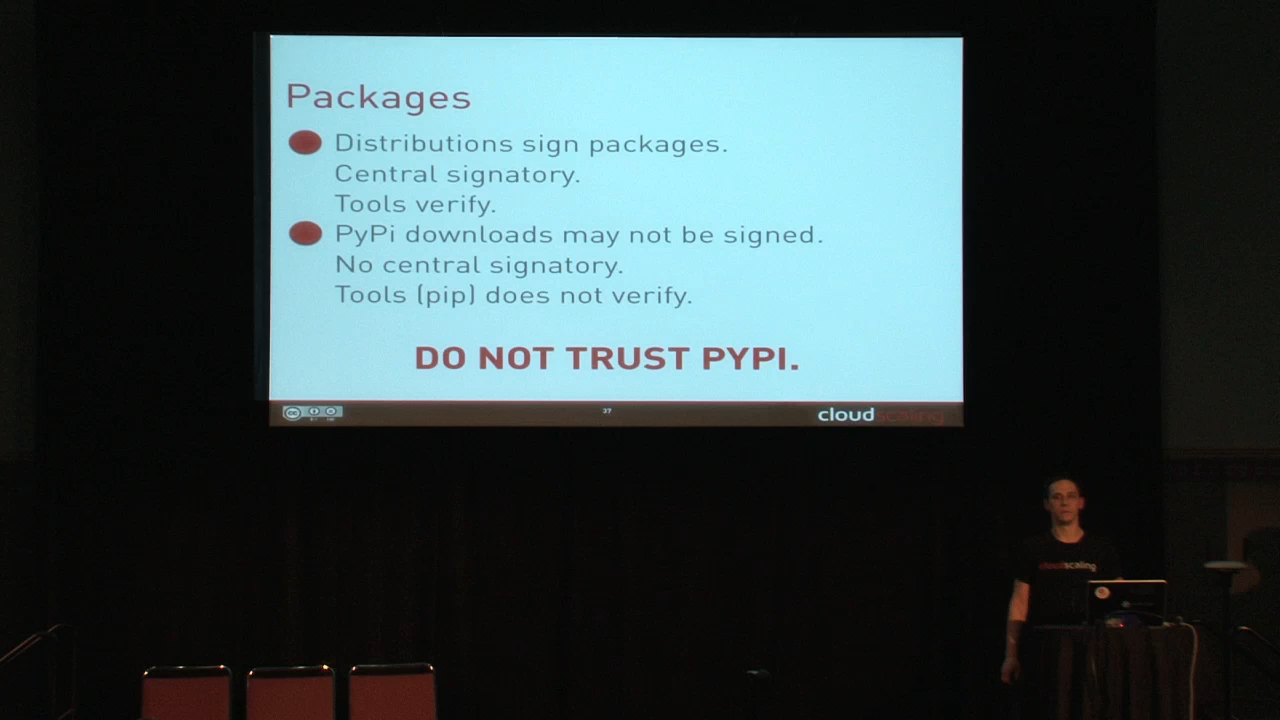 Packages
Distributions sign packages.
Central signatory.
Tools verify.
PyPi downloads may not be signed.
No central signatory.
Tools (pip) does not verify.
DO NOT TRUST PYPI.
37
cloudscaling
cloudscaling